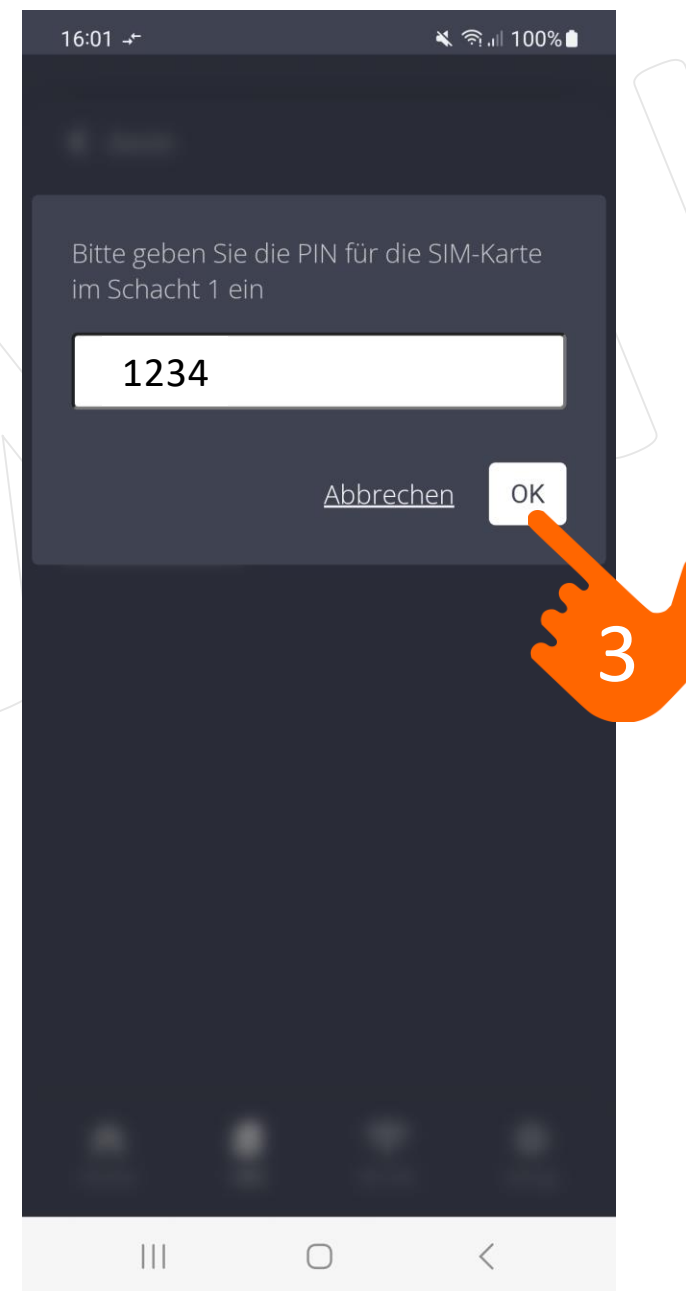 16:01 100%
Bitte geben Sie die PIN für die SIM-Karte
im Schacht 1 ein
1234
Abbrechen OK
3